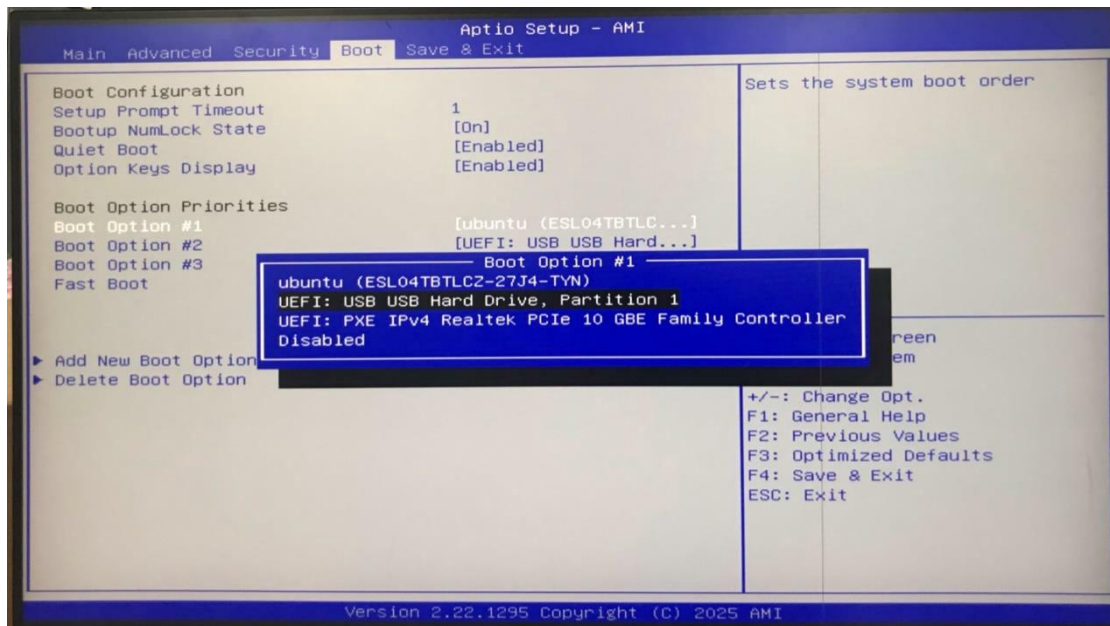 Aptio Setup – AMI
Main Advanced Security Boot Save & Exit
Boot Configuration
Setup Prompt Timeout 1
Bootup NumLock State [On]
Quiet Boot [Enabled]
Option Keys Display [Enabled]
Boot Option Priorities
Boot Option #1 [ubuntu (ESL04TBTLC...]
Boot Option #2 [UEFI: USB USB Hard...]
Boot Option #3
Fast Boot
Add New Boot Option
Delete Boot Option
Boot Option #1
ubuntu (ESL04TBTLCZ-27J4-TYN)
UEFI: USB USB Hard Drive, Partition 1
UEFI: PXE IPv4 Realtek PCIe 10 GBE Family Controller
Disabled
Sets the system boot order
reen
em
+/-: Change Opt.
F1: General Help
F2: Previous Values
F3: Optimized Defaults
F4: Save & Exit
ESC: Exit
Version 2.22.1295 Copyright (C) 2025 AMI